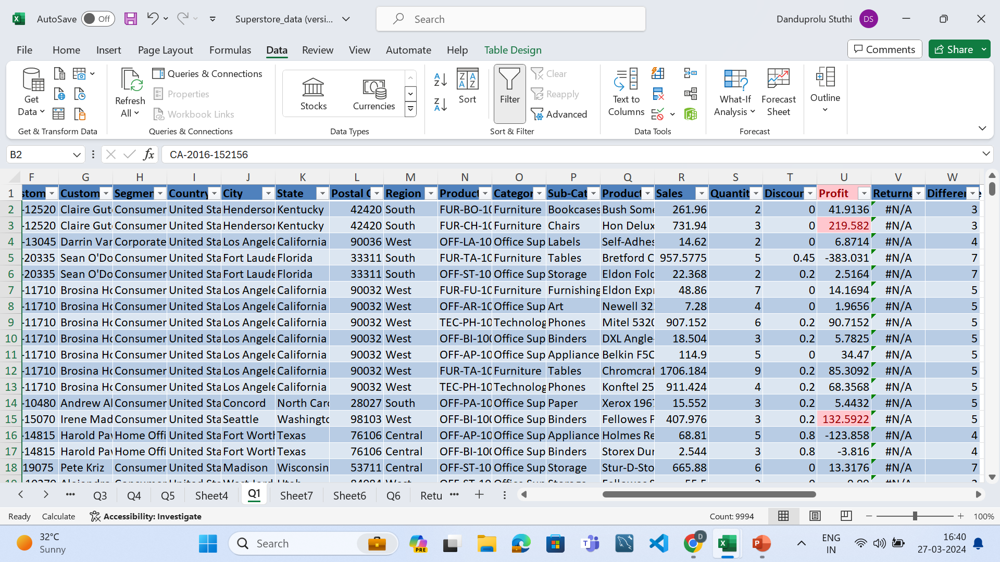 AutoSave Off Superstore_data (versi... Search Danduprolu Stuthi DS
File Home Insert Page Layout Formulas Data Review View Automate Help Table Design Comments Share
Get Data Refresh All Queries & Connections Properties Workbook Links Stocks Currencies Sort Filter Clear Reapply Advanced Text to Columns What-If Analysis Forecast Sheet Outline
Get & Transform Data Queries & Connections Data Types Sort & Filter Data Tools Forecast
B2 fx CA-2016-152156
F G H I J K L M N O P Q R S T U V W
1 stom Custom Segmen Country City State Postal C Region Product Categor Sub-Cat Product Sales Quantit Discour Profit Returne Differe e
2 -12520 Claire Gut Consumer United Sta Henderson Kentucky 42420 South FUR-BO-10 Furniture Bookcases Bush Some 261.96 2 0 41.9136 #N/A 3
3 -12520 Claire Gut Consumer United Sta Henderson Kentucky 42420 South FUR-CH-10 Furniture Chairs Hon Delux 731.94 3 0 219.582 #N/A 3
4 -13045 Darrin Var Corporate United Sta Los Angele California 90036 West OFF-LA-10 Office Sup Labels Self-Adhes 14.62 2 0 6.8714 #N/A 4
5 -20335 Sean O'Do Consumer United Sta Fort Laude Florida 33311 South FUR-TA-10 Furniture Tables Bretford C 957.5775 5 0.45 -383.031 #N/A 7
6 -20335 Sean O'Do Consumer United Sta Fort Laude Florida 33311 South OFF-ST-10 Office Sup Storage Eldon Fold 22.368 2 0.2 2.5164 #N/A 7
7 -11710 Brosina Ho Consumer United Sta Los Angele California 90032 West FUR-FU-10 Furniture Furnishing Eldon Expr 48.86 7 0 14.1694 #N/A 5
8 -11710 Brosina Ho Consumer United Sta Los Angele California 90032 West OFF-AR-10 Office Sup Art Newell 32 7.28 4 0 1.9656 #N/A 5
9 -11710 Brosina Ho Consumer United Sta Los Angele California 90032 West TEC-PH-10 Technolog Phones Mitel 5320 907.152 6 0.2 90.7152 #N/A 5
10 -11710 Brosina Ho Consumer United Sta Los Angele California 90032 West OFF-BI-100 Office Sup Binders DXL Angle- 18.504 3 0.2 5.7825 #N/A 5
11 -11710 Brosina Ho Consumer United Sta Los Angele California 90032 West OFF-AP-10 Office Sup Appliance Belkin F5C 114.9 5 0 34.47 #N/A 5
12 -11710 Brosina Ho Consumer United Sta Los Angele California 90032 West FUR-TA-10 Furniture Tables Chromcraf 1706.184 9 0.2 85.3092 #N/A 5
13 -11710 Brosina Ho Consumer United Sta Los Angele California 90032 West TEC-PH-10 Technolog Phones Konftel 25 911.424 4 0.2 68.3568 #N/A 5
14 -10480 Andrew Al Consumer United Sta Concord North Card 28027 South OFF-PA-10 Office Sup Paper Xerox 1967 15.552 3 0.2 5.4432 #N/A 5
15 -15070 Irene Mad Consumer United Sta Seattle Washingto 98103 West OFF-BI-100 Office Sup Binders Fellowes P 407.976 3 0.2 132.5922 #N/A 5
16 -14815 Harold Pav Home Offi United Sta Fort Worth Texas 76106 Central OFF-AP-10 Office Sup Appliance Holmes Re 68.81 5 0.8 -123.858 #N/A 4
17 -14815 Harold Pav Home Offi United Sta Fort Worth Texas 76106 Central OFF-BI-100 Office Sup Binders Storex Dur 2.544 3 0.8 -3.816 #N/A 4
18 19075 Pete Kriz Consumer United Sta Madison Wisconsin 53711 Central OFF-ST-10 Office Sup Storage Stur-D-Sto 665.88 6 0 13.3176 #N/A 7
Q3 Q4 Q5 Sheet4 Q1 Sheet7 Sheet6 Q6 Retu
Ready Calculate Accessibility: Investigate Count: 9994 100%
32°C Sunny Search PRE D ENG IN 16:40 27-03-2024